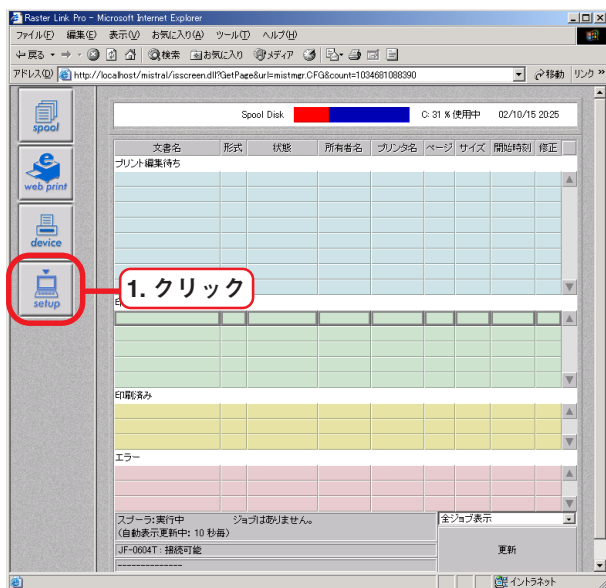 Raster Link Pro - Microsoft Internet Explorer
ファイル(F) 編集(E) 表示(V) お気に入り(A) ツール(T) ヘルプ(H)
戻る 検索 お気に入り メディア
アドレス(D) http://localhost/mistral/isscreen.dll?GetPage&url=mistmgr.CFG&count=1034681088390 移動 リンク »
spool
web print
device
setup
1. クリック
Spool Disk C: 31 % 使用中 02/10/15 20:25
文書名 形式 状態 所有者名 プリンタ名 ページ サイズ 開始時刻 修正
プリント編集待ち
印刷済み
エラー
スプーラ:実行中 ジョブはありません。
(自動表示更新中: 10 秒毎)
全ジョブ表示
JF-0604T : 接続可能
--------------
更新
イントラネット